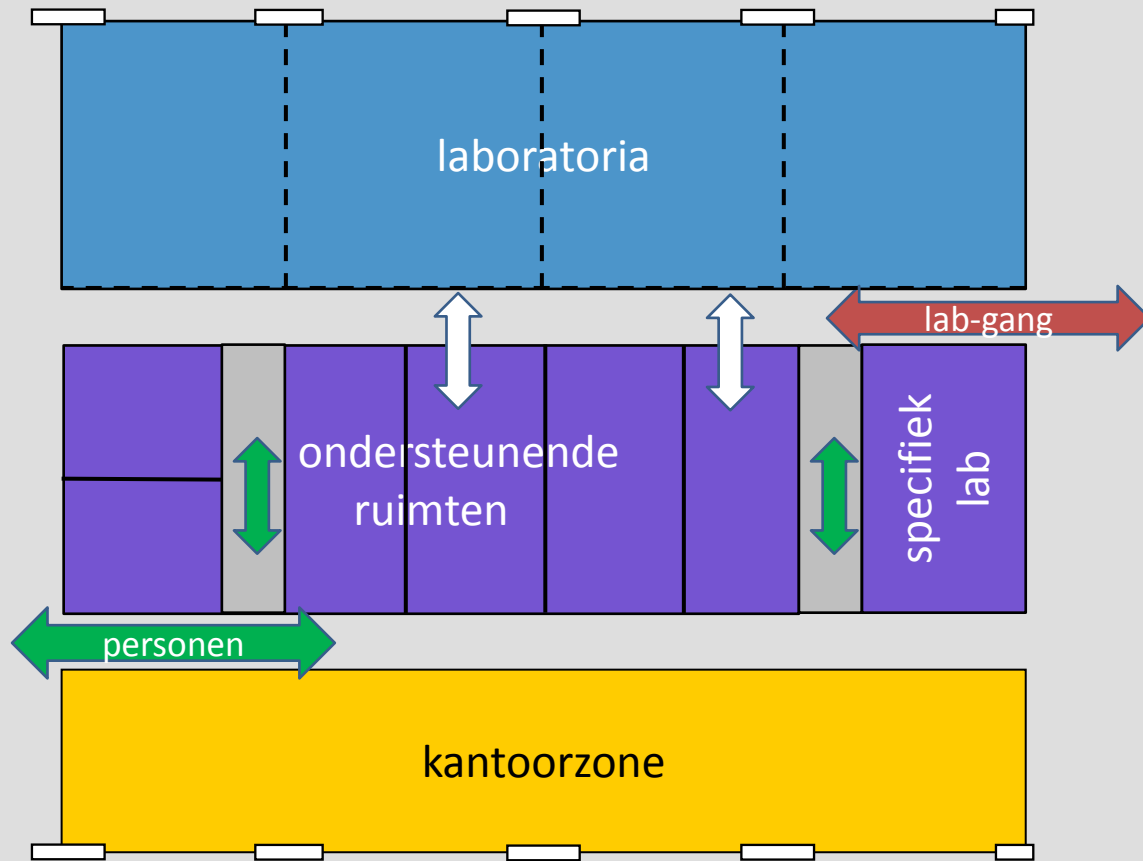 laboratoria
lab-gang
ondersteunende
ruimten
specifiek
lab
personen
kantoorzone